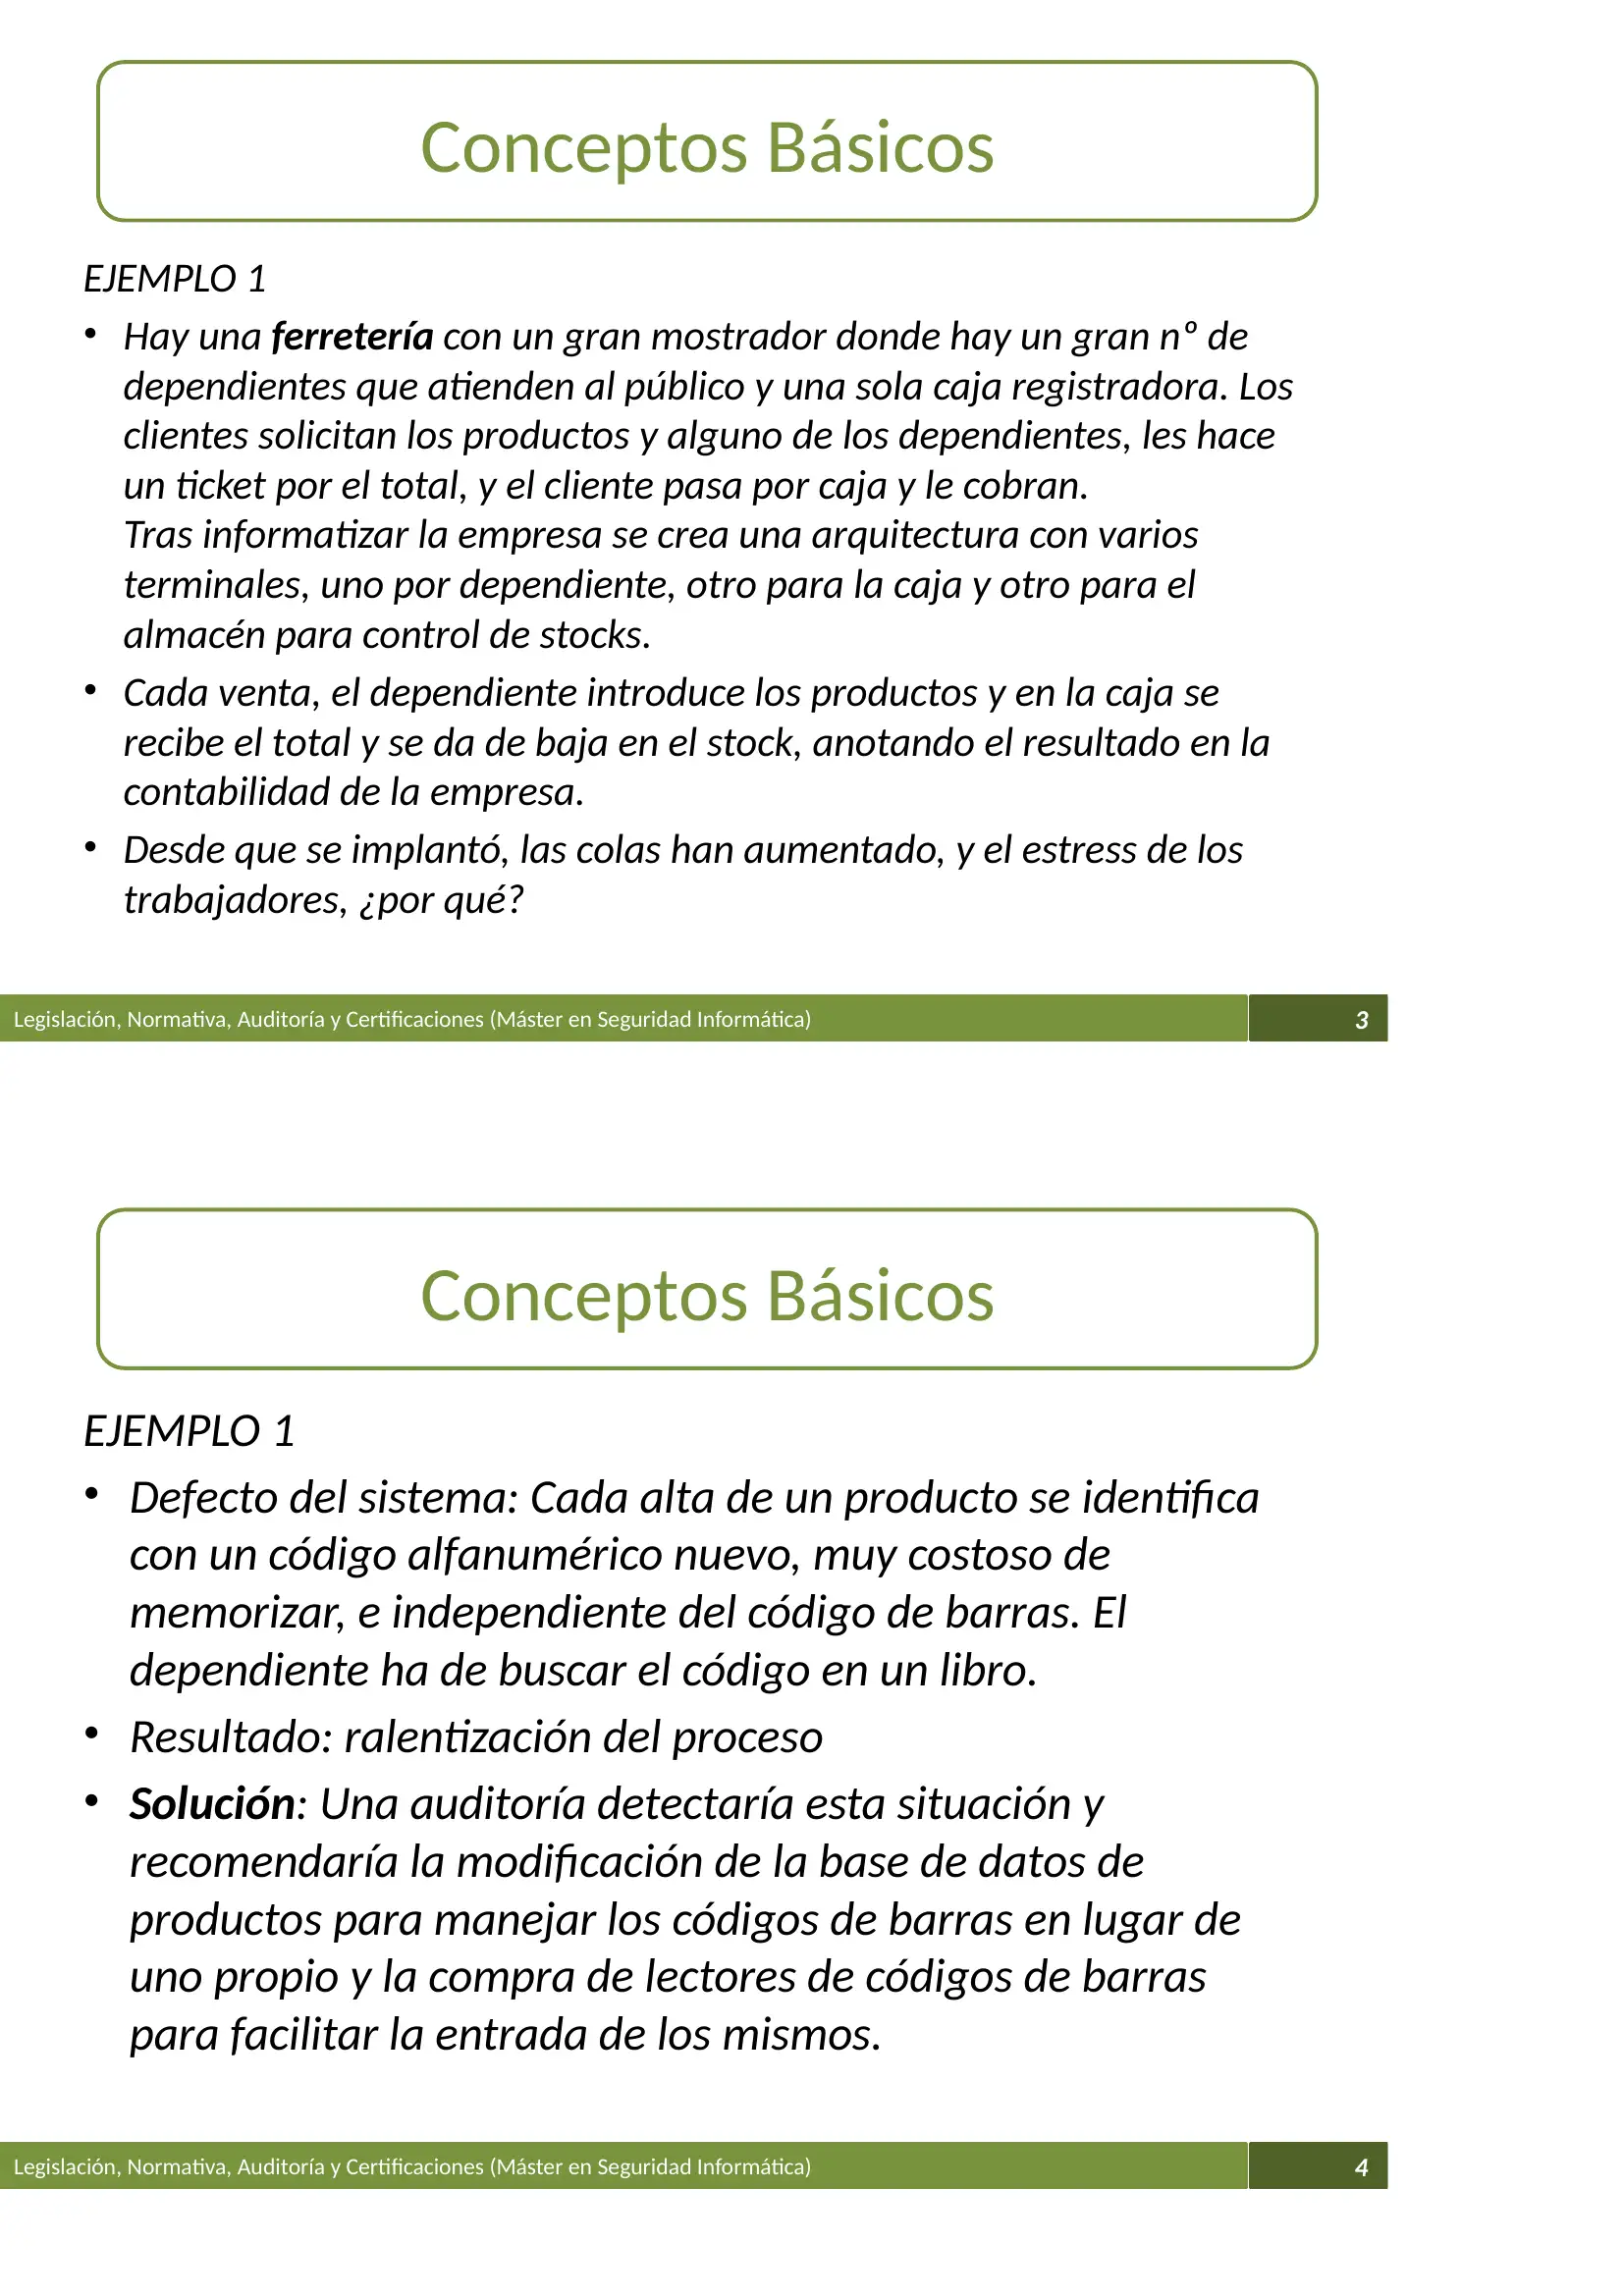 Conceptos Básicos
EJEMPLO 1
• Hay una ferretería con un gran mostrador donde hay un gran nº de
dependientes que atienden al público y una sola caja registradora. Los
clientes solicitan los productos y alguno de los dependientes, les hace
un ticket por el total, y el cliente pasa por caja y le cobran.
Tras informatizar la empresa se crea una arquitectura con varios
terminales, uno por dependiente, otro para la caja y otro para el
almacén para control de stocks.
• Cada venta, el dependiente introduce los productos y en la caja se
recibe el total y se da de baja en el stock, anotando el resultado en la
contabilidad de la empresa.
• Desde que se implantó, las colas han aumentado, y el estress de los
trabajadores, ¿por qué?
Legislación, Normativa, Auditoría y Certificaciones (Máster en Seguridad Informática) 3
Conceptos Básicos
EJEMPLO 1
• Defecto del sistema: Cada alta de un producto se identifica
con un código alfanumérico nuevo, muy costoso de
memorizar, e independiente del código de barras. El
dependiente ha de buscar el código en un libro.
• Resultado: ralentización del proceso
• Solución: Una auditoría detectaría esta situación y
recomendaría la modificación de la base de datos de
productos para manejar los códigos de barras en lugar de
uno propio y la compra de lectores de códigos de barras
para facilitar la entrada de los mismos.
Legislación, Normativa, Auditoría y Certificaciones (Máster en Seguridad Informática) 4